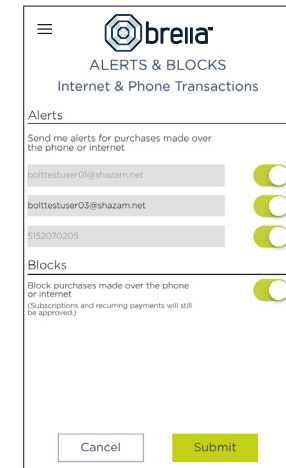 brella
ALERTS & BLOCKS
Internet & Phone Transactions
Alerts
Send me alerts for purchases made over
the phone or internet
bolttestuser01@shazam.net
bolttestuser03@shazam.net
5152070205
Blocks
Block purchases made over the phone
or internet
(Subscriptions and recurring payments will still
be approved.)
Cancel
Submit